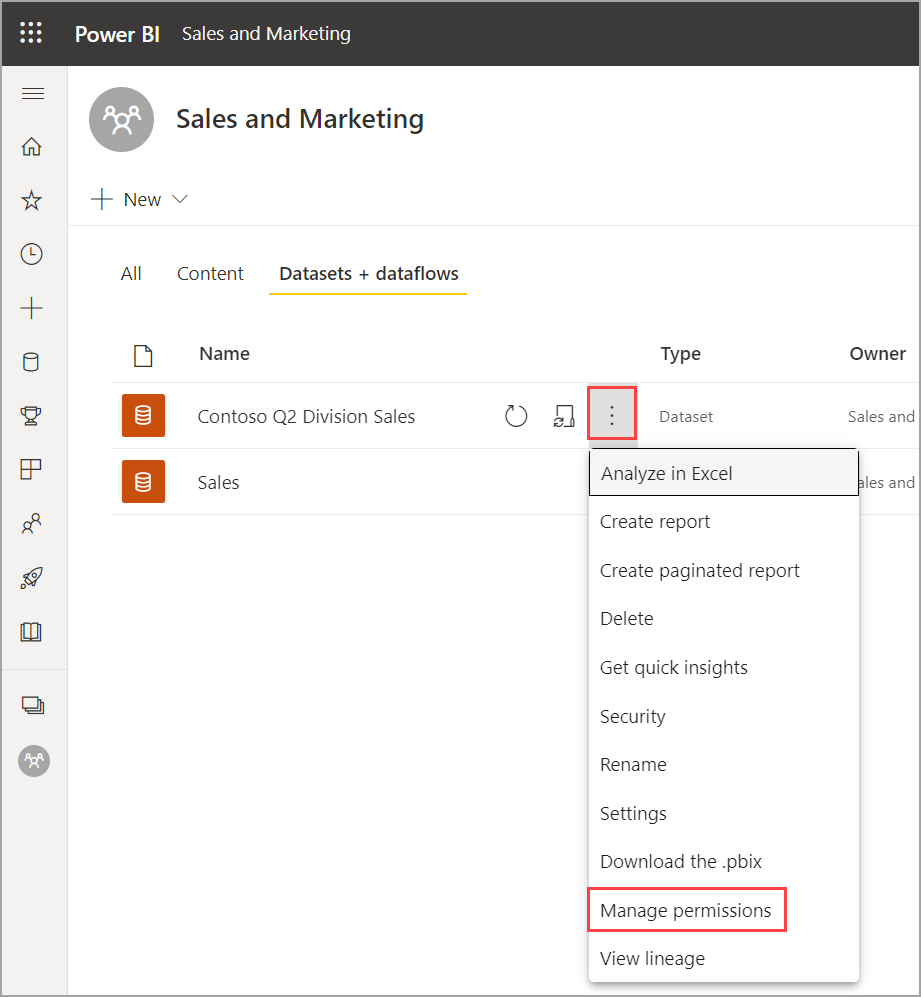 Power BI Sales and Marketing
Sales and Marketing
New
All Content Datasets + dataflows
Name Type Owner
Contoso Q2 Division Sales Dataset Sales and
Sales ales and
Analyze in Excel
Create report
Create paginated report
Delete
Get quick insights
Security
Rename
Settings
Download the .pbix
Manage permissions
View lineage